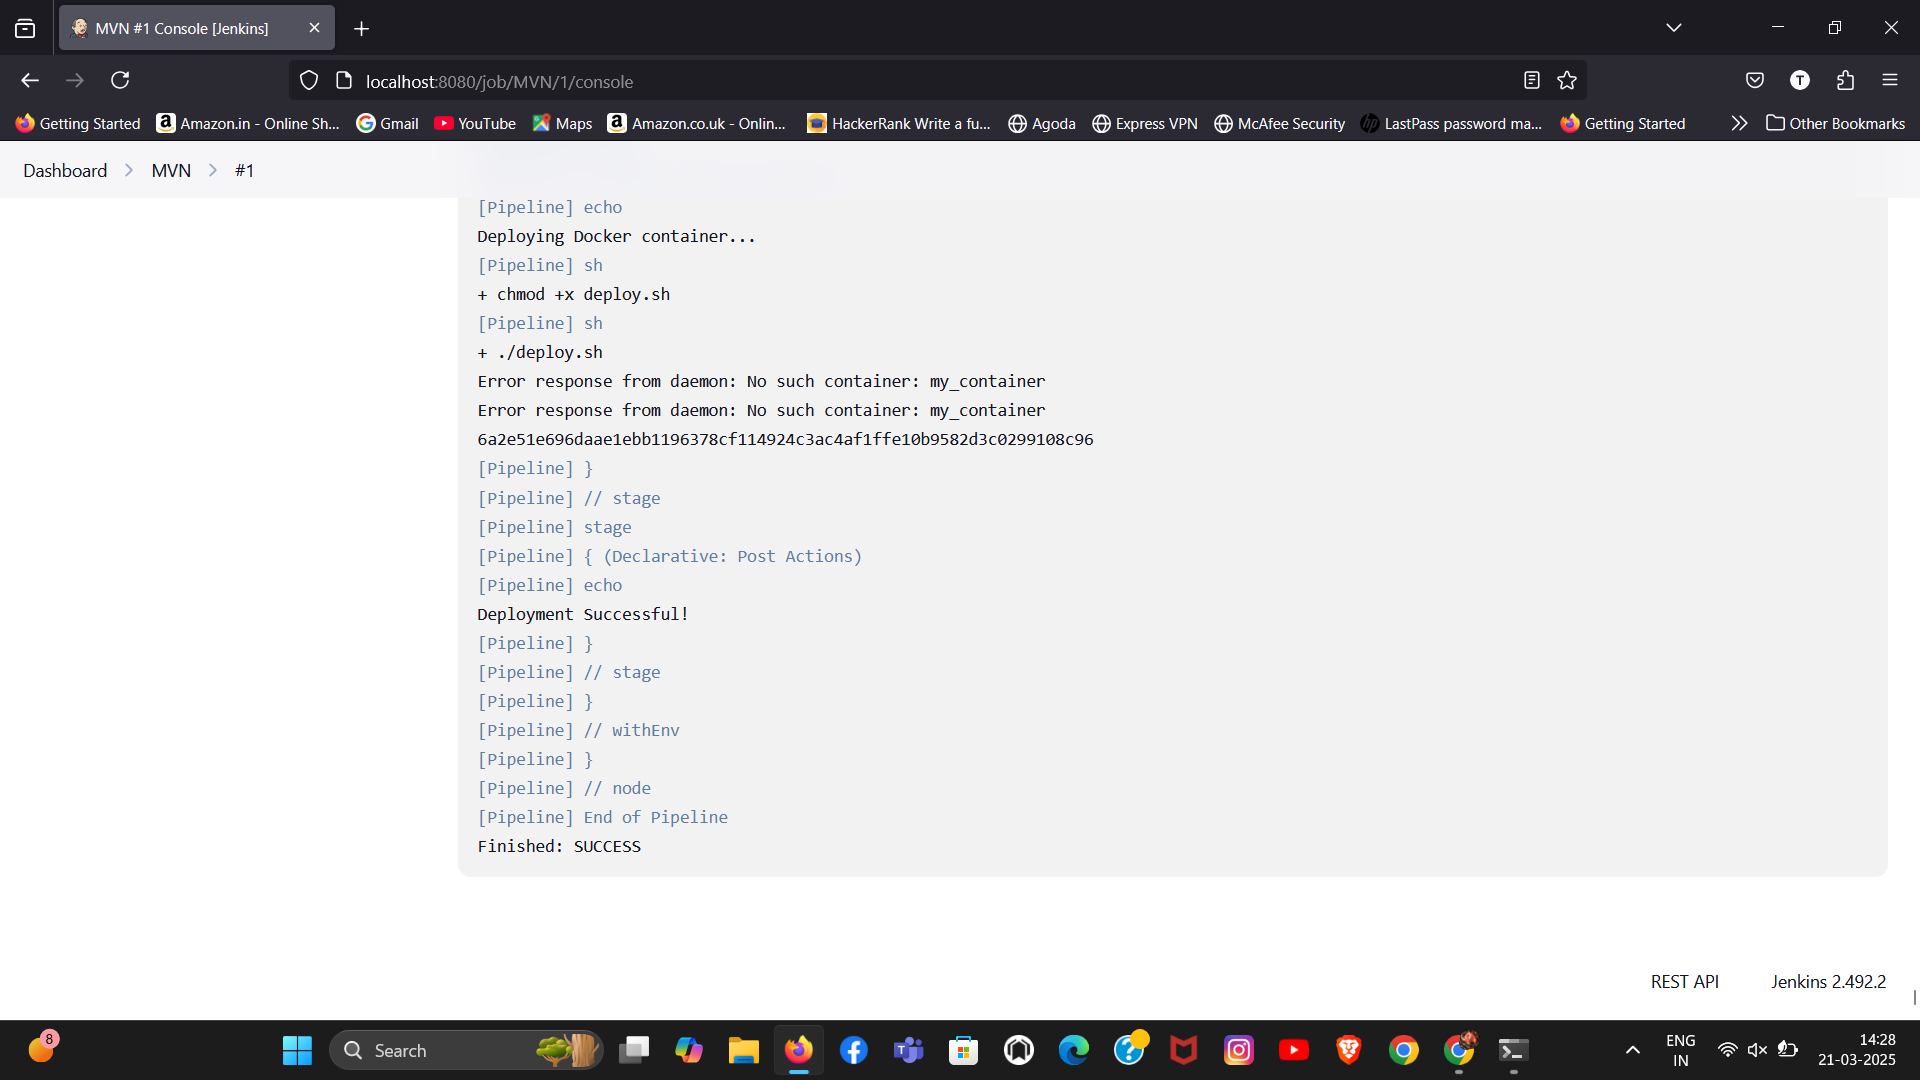 MVN #1 Console [Jenkins]
localhost:8080/job/MVN/1/console
T
Getting Started
Amazon.in - Online Sh...
Gmail
YouTube
Maps
Amazon.co.uk - Onlin...
HackerRank Write a fu...
Agoda
Express VPN
McAfee Security
LastPass password ma...
Getting Started
Other Bookmarks
Dashboard
MVN
#1
[Pipeline] echo
Deploying Docker container...
[Pipeline] sh
+ chmod +x deploy.sh
[Pipeline] sh
+ ./deploy.sh
Error response from daemon: No such container: my_container
Error response from daemon: No such container: my_container
6a2e51e696daae1ebb1196378cf114924c3ac4af1ffe10b9582d3c0299108c96
[Pipeline] }
[Pipeline] // stage
[Pipeline] stage
[Pipeline] { (Declarative: Post Actions)
[Pipeline] echo
Deployment Successful!
[Pipeline] }
[Pipeline] // stage
[Pipeline] }
[Pipeline] // withEnv
[Pipeline] }
[Pipeline] // node
[Pipeline] End of Pipeline
Finished: SUCCESS
REST API
Jenkins 2.492.2
8
Search
ENG
IN
14:28
21-03-2025